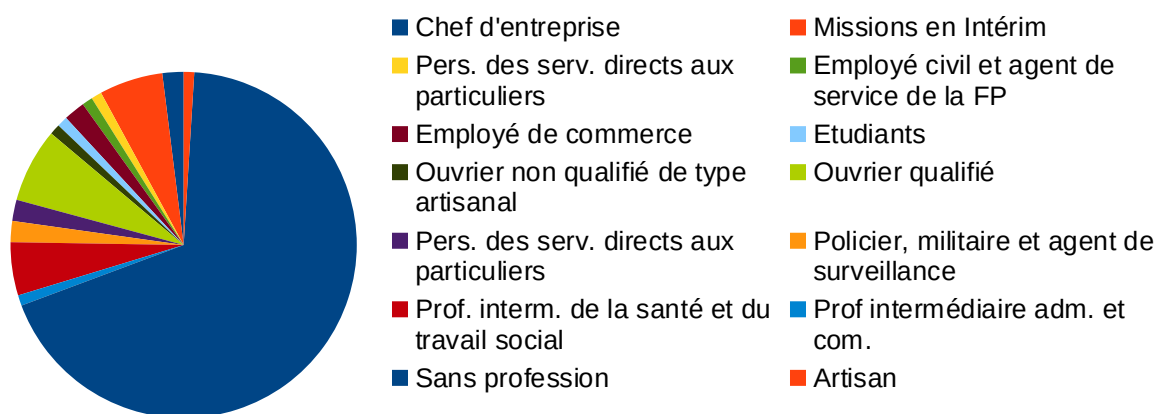 Chef d'entreprise
Missions en Intérim
Pers. des serv. directs aux
particuliers
Employé civil et agent de
service de la FP
Employé de commerce
Etudiants
Ouvrier non qualifié de type
artisanal
Ouvrier qualifié
Pers. des serv. directs aux
particuliers
Policier, militaire et agent de
surveillance
Prof. interm. de la santé et du
travail social
Prof intermédiaire adm. et
com.
Sans profession
Artisan